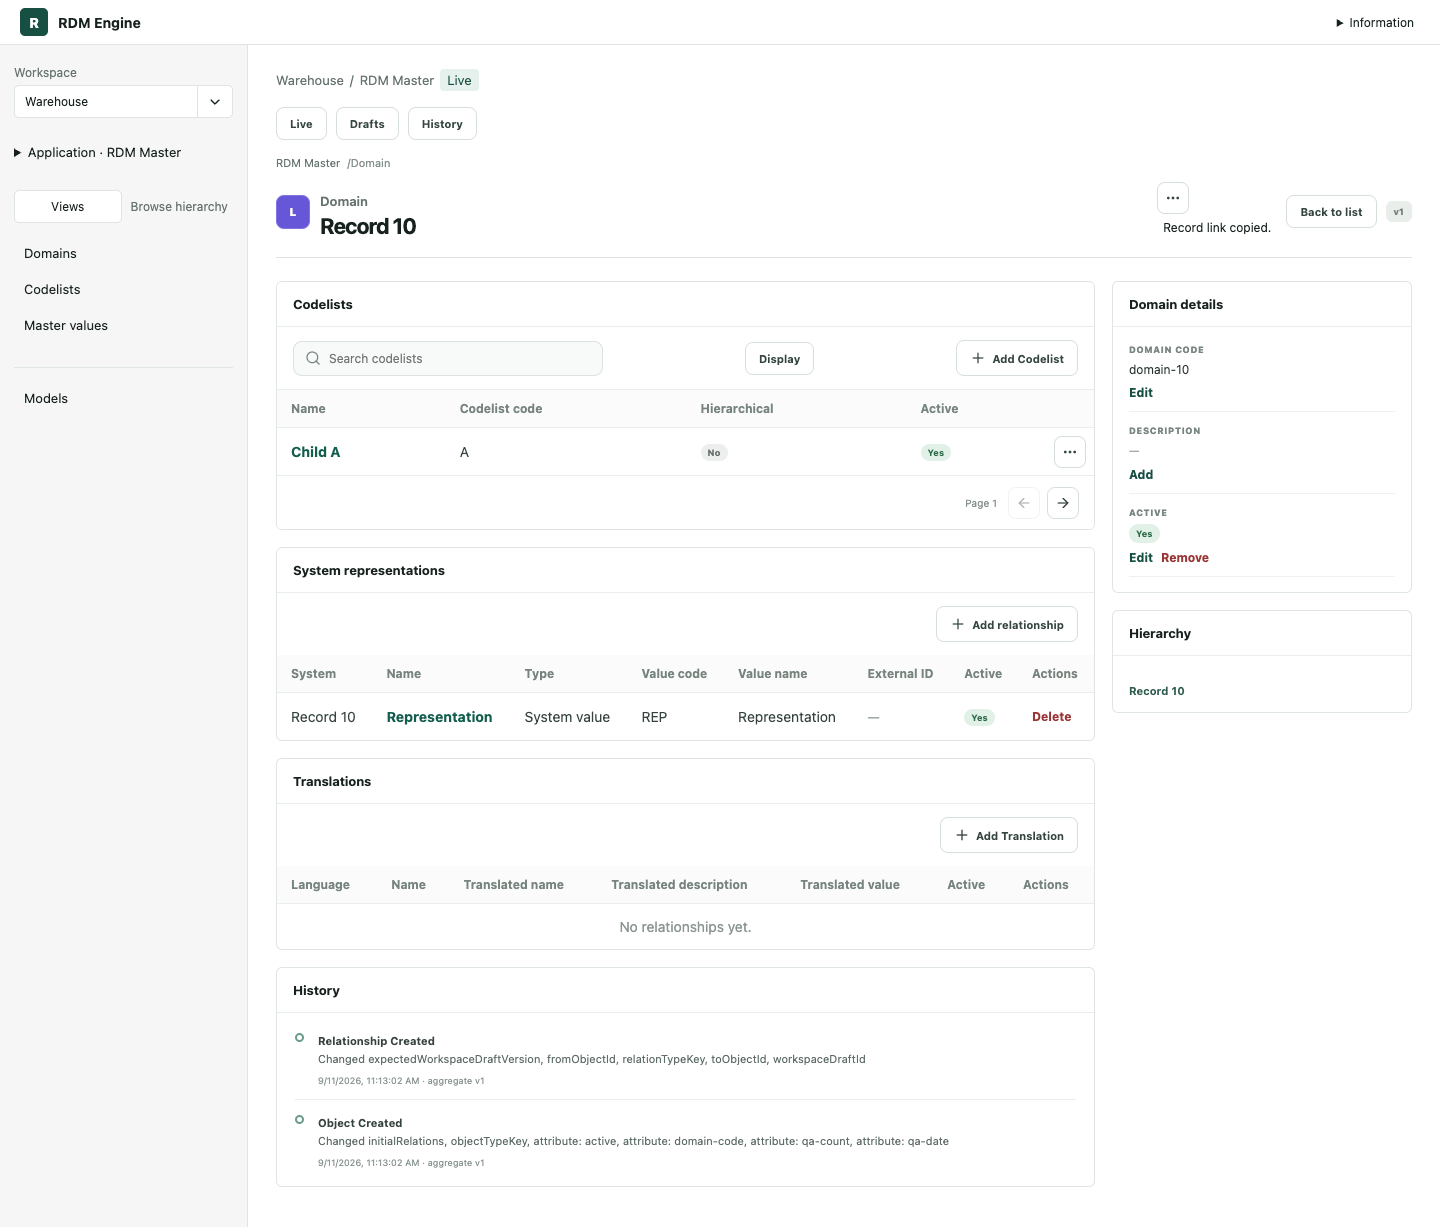 R RDM Engine
Information
Workspace
Warehouse
Application · RDM Master
Views Browse hierarchy
Domains
Codelists
Master values
Models
Warehouse / RDM Master Live
Live Drafts History
RDM Master /Domain
L
Domain
Record 10
Record link copied.
Back to list v1
Codelists
Search codelists
Display
Add Codelist
Name Codelist code Hierarchical Active
Child A A No Yes
Page 1
System representations
Add relationship
System Name Type Value code Value name External ID Active Actions
Record 10 Representation System value REP Representation — Yes Delete
Translations
Add Translation
Language Name Translated name Translated description Translated value Active Actions
No relationships yet.
History
Relationship Created
Changed expectedWorkspaceDraftVersion, fromObjectId, relationTypeKey, toObjectId, workspaceDraftId
9/11/2026, 11:13:02 AM · aggregate v1
Object Created
Changed initialRelations, objectTypeKey, attribute: active, attribute: domain-code, attribute: qa-count, attribute: qa-date
9/11/2026, 11:13:02 AM · aggregate v1
Domain details
DOMAIN CODE
domain-10
Edit
DESCRIPTION
—
Add
ACTIVE
Yes
Edit Remove
Hierarchy
Record 10